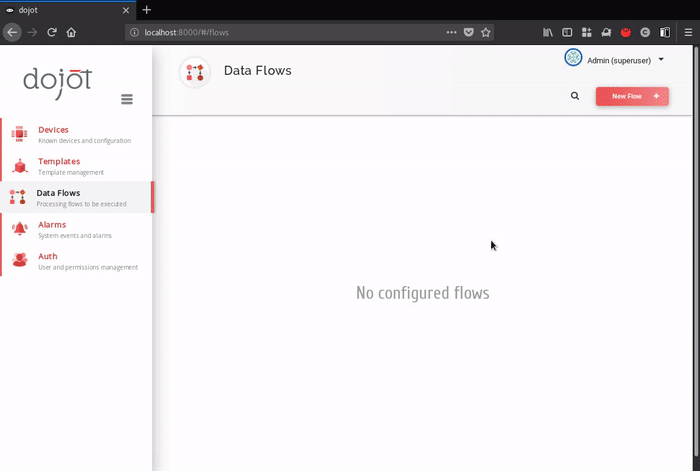 dojot
localhost:8000/#/flows
dojot
Data Flows
Admin (superuser)
New Flow +
Devices
Known devices and configuration
Templates
Template management
Data Flows
Processing flows to be executed
Alarms
System events and alarms
Auth
User and permissions management
No configured flows